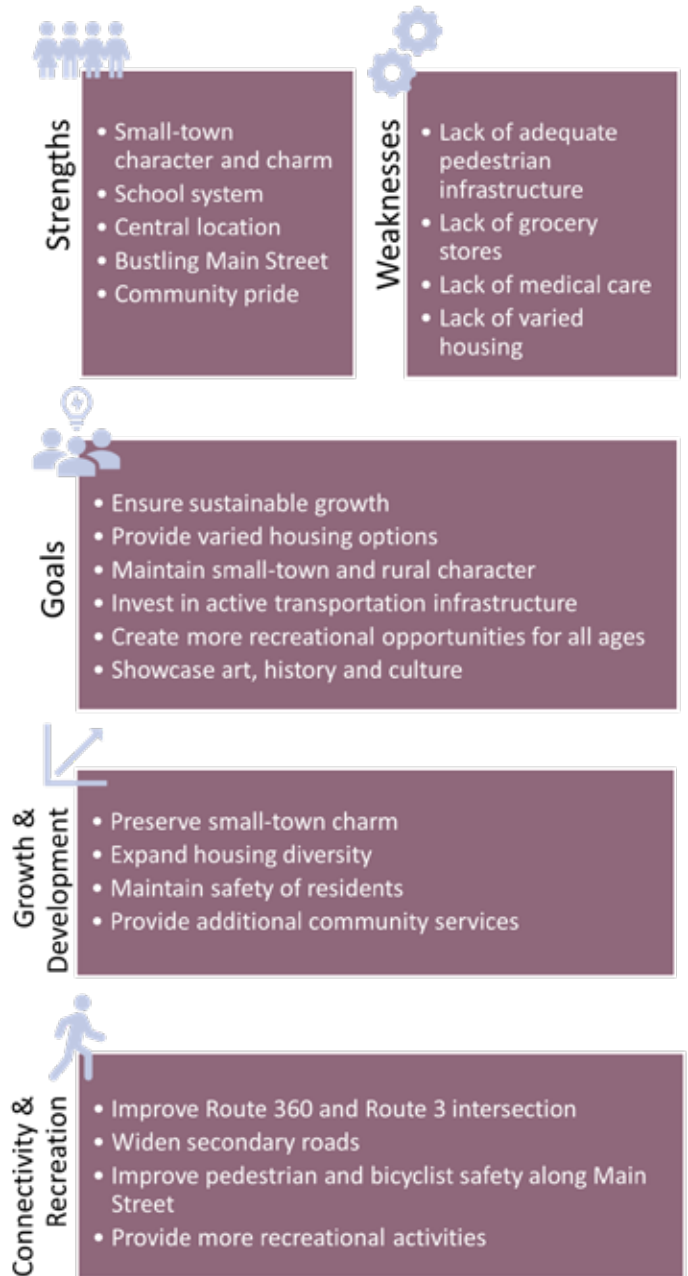 Strengths
• Small-town
character and charm
• School system
• Central location
• Bustling Main Street
• Community pride
Weaknesses
• Lack of adequate
pedestrian
infrastructure
• Lack of grocery
stores
• Lack of medical care
• Lack of varied
housing
Goals
• Ensure sustainable growth
• Provide varied housing options
• Maintain small-town and rural character
• Invest in active transportation infrastructure
• Create more recreational opportunities for all ages
• Showcase art, history and culture
Growth &
Development
• Preserve small-town charm
• Expand housing diversity
• Maintain safety of residents
• Provide additional community services
Connectivity &
Recreation
• Improve Route 360 and Route 3 intersection
• Widen secondary roads
• Improve pedestrian and bicyclist safety along Main
Street
• Provide more recreational activities